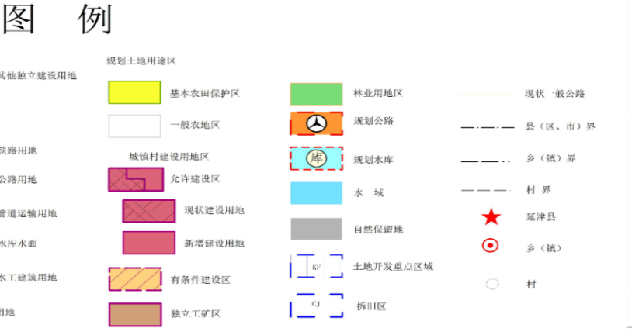 图 例
其他独立建设用地
铁路用地
公路用地
管道运输用地
水库水面
水工建筑用地
用地
规划土地用途区
基本农田保护区
一般农地区
城镇村建设用地区
允许建设区
现状建设用地
新增建设用地
有条件建设区
独立工矿区
林业用地区
规划公路
库 规划水库
水 域
自然保留地
土地开发重点区域
拆旧区
现状一般公路
县（区、市）界
乡（镇）界
村 界
延津县
乡（镇）
村